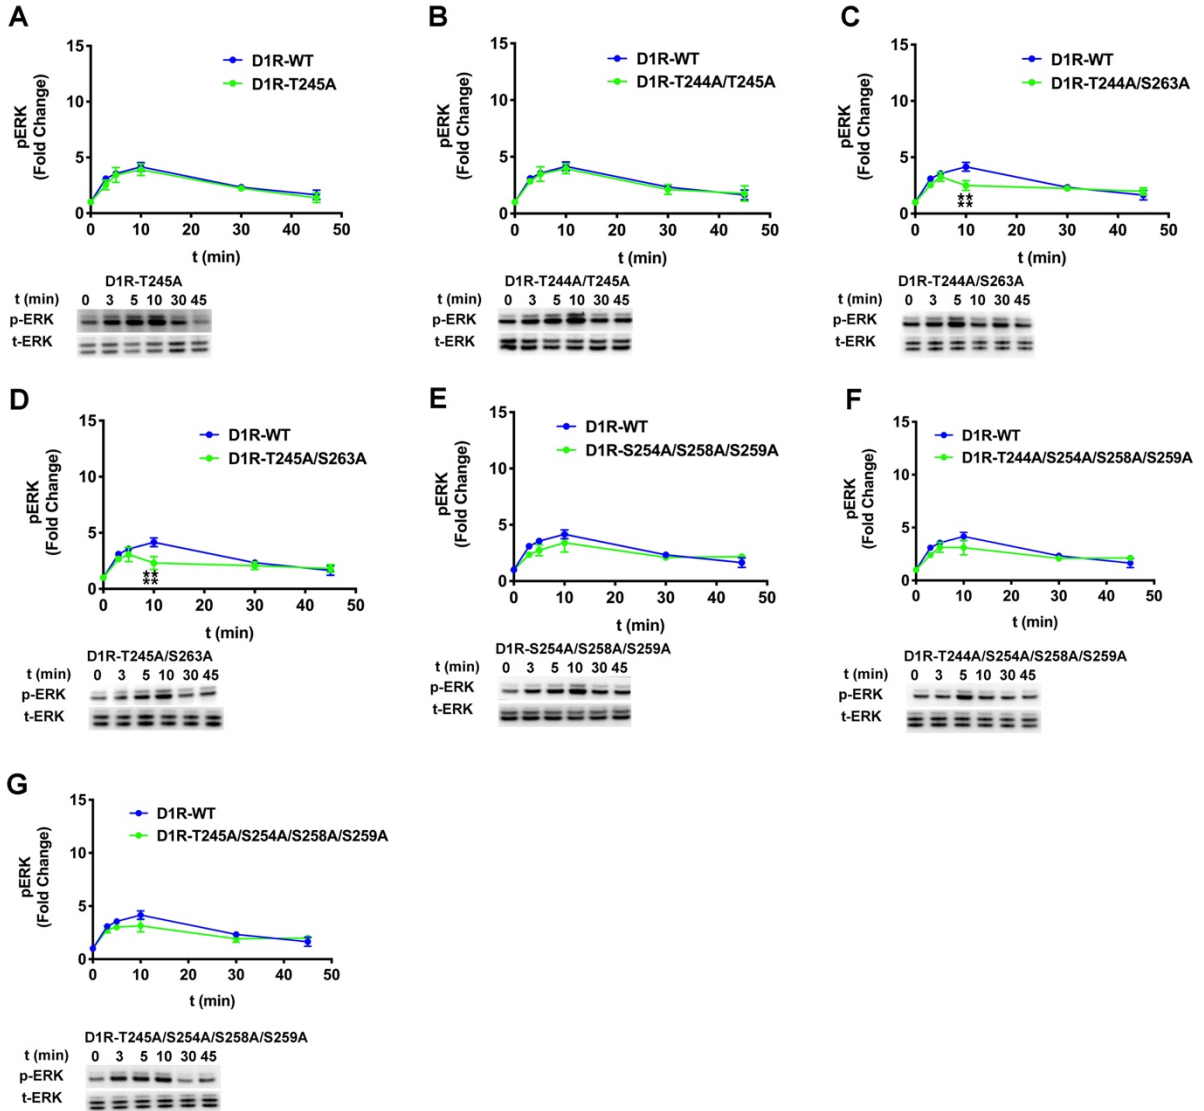 A
15
10
5
0
pERK
(Fold Change)
D1R-WT
D1R-T245A
0 10 20 30 40 50
t (min)
D1R-T245A
t (min) 0 3 5 10 30 45
p-ERK
t-ERK
B
15
10
5
0
pERK
(Fold Change)
D1R-WT
D1R-T244A/T245A
0 10 20 30 40 50
t (min)
D1R-T244A/T245A
t (min) 0 3 5 10 30 45
p-ERK
t-ERK
C
15
10
5
0
pERK
(Fold Change)
D1R-WT
D1R-T244A/S263A
**
**
0 10 20 30 40 50
t (min)
D1R-T244A/S263A
t (min) 0 3 5 10 30 45
p-ERK
t-ERK
D
15
10
5
0
pERK
(Fold Change)
D1R-WT
D1R-T245A/S263A
**
**
0 10 20 30 40 50
t (min)
D1R-T245A/S263A
t (min) 0 3 5 10 30 45
p-ERK
t-ERK
E
15
10
5
0
pERK
(Fold Change)
D1R-WT
D1R-S254A/S258A/S259A
0 10 20 30 40 50
t (min)
D1R-S254A/S258A/S259A
t (min) 0 3 5 10 30 45
p-ERK
t-ERK
F
15
10
5
0
pERK
(Fold Change)
D1R-WT
D1R-T244A/S254A/S258A/S259A
0 10 20 30 40 50
t (min)
D1R-T244A/S254A/S258A/S259A
t (min) 0 3 5 10 30 45
p-ERK
t-ERK
G
15
10
5
0
pERK
(Fold Change)
D1R-WT
D1R-T245A/S254A/S258A/S259A
0 10 20 30 40 50
t (min)
D1R-T245A/S254A/S258A/S259A
t (min) 0 3 5 10 30 45
p-ERK
t-ERK